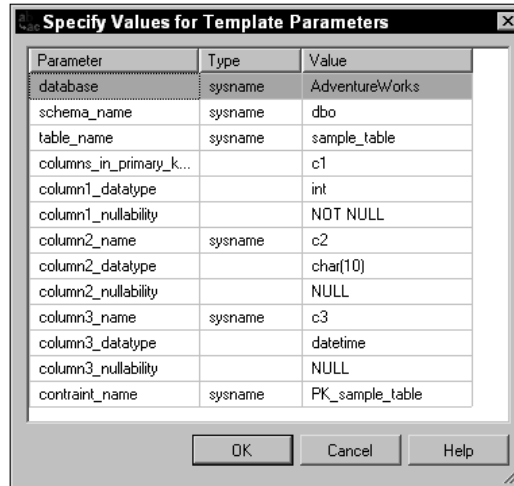 Specify Values for Template Parameters
Parameter Type Value
database sysname AdventureWorks
schema_name sysname dbo
table_name sysname sample_table
columns_in_primary_k... c1
column1_datatype int
column1_nullability NOT NULL
column2_name sysname c2
column2_datatype char(10)
column2_nullability NULL
column3_name sysname c3
column3_datatype datetime
column3_nullability NULL
contraint_name sysname PK_sample_table
OK Cancel Help